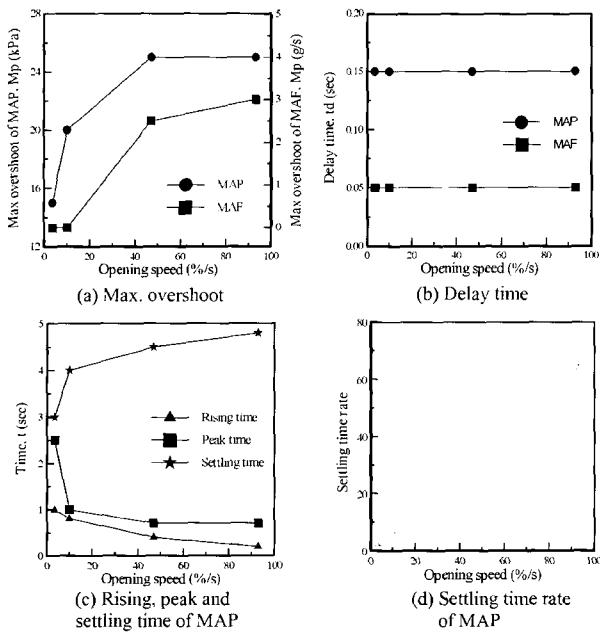 28
24
20
16
12
Max overshoot of MAP, Mp (kPa)
5
4
3
2
1
0
Max overshoot of MAF, Mp (g/s)
MAP
MAF
0 20 40 60 80 100
Opening speed (%/s)
(a) Max. overshoot
0.20
0.15
0.10
0.05
0.00
Delay time, td (sec)
MAP
MAF
0 20 40 60 80 100
Opening speed (%/s)
(b) Delay time
5
4
3
2
1
0
Time, t (sec)
Rising time
Peak time
Settling time
0 20 40 60 80 100
Opening speed (%/s)
(c) Rising, peak and
settling time of MAP
80
60
40
20
0
Settling time rate
0 20 40 60 80 100
Opening speed (%/s)
(d) Settling time rate
of MAP